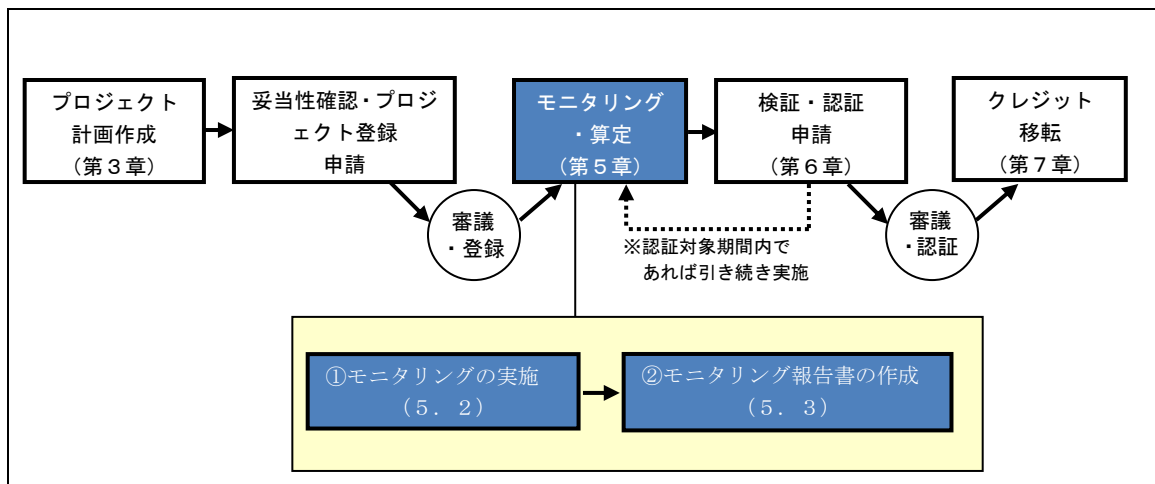 プロジェクト
計画作成
（第３章）
妥当性確認・プロジ
ェクト登録
申請
モニタリング
・算定
（第５章）
検証・認証
申請
（第６章）
クレジット
移転
（第７章）
審議
・登録
※認証対象期間内で
あれば引き続き実施
審議
・認証
①モニタリングの実施
（５．２）
②モニタリング報告書の作成
（５．３）